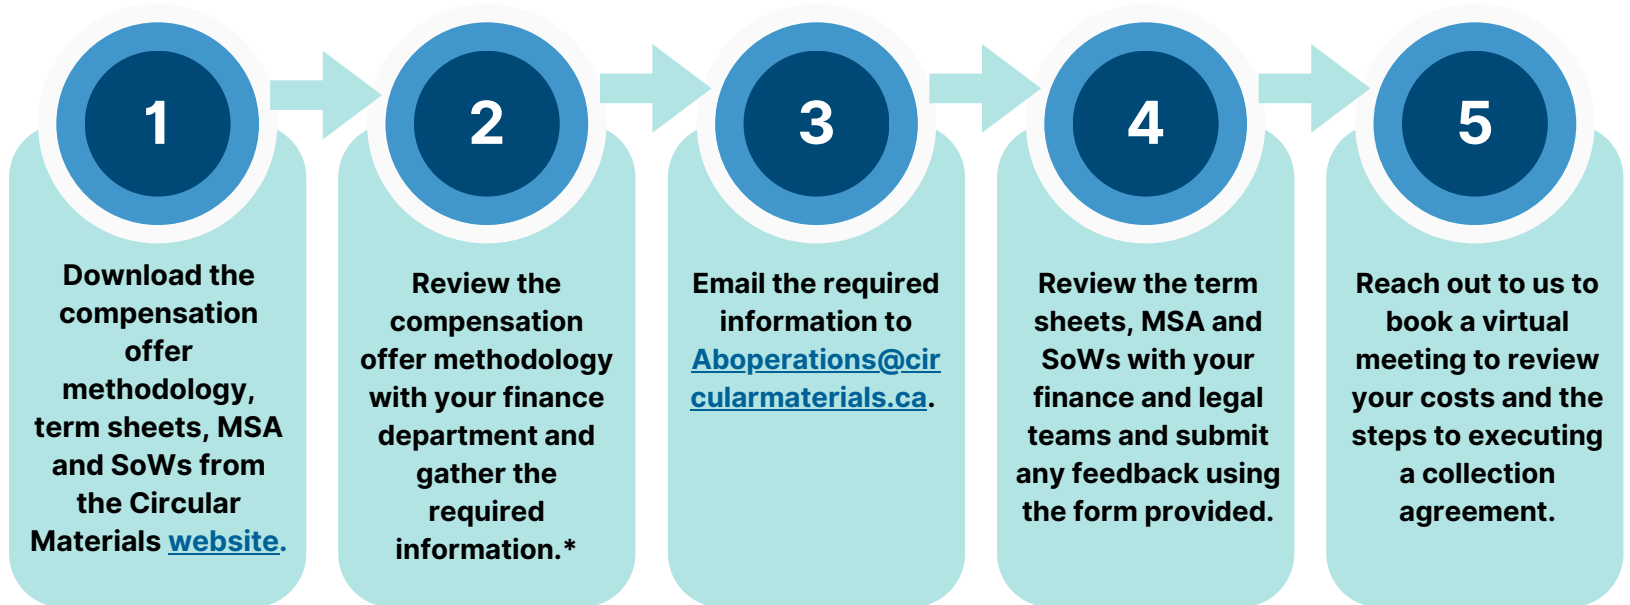 1
Download the
compensation
offer
methodology,
term sheets, MSA
and SoWs from
the Circular
Materials website.
2
Review the
compensation
offer methodology
with your finance
department and
gather the
required
information.*
3
Email the required
information to
Aboperations@cir
cularmaterials.ca.
4
Review the term
sheets, MSA and
SoWs with your
finance and legal
teams and submit
any feedback using
the form provided.
5
Reach out to us to
book a virtual
meeting to review
your costs and the
steps to executing
a collection
agreement.